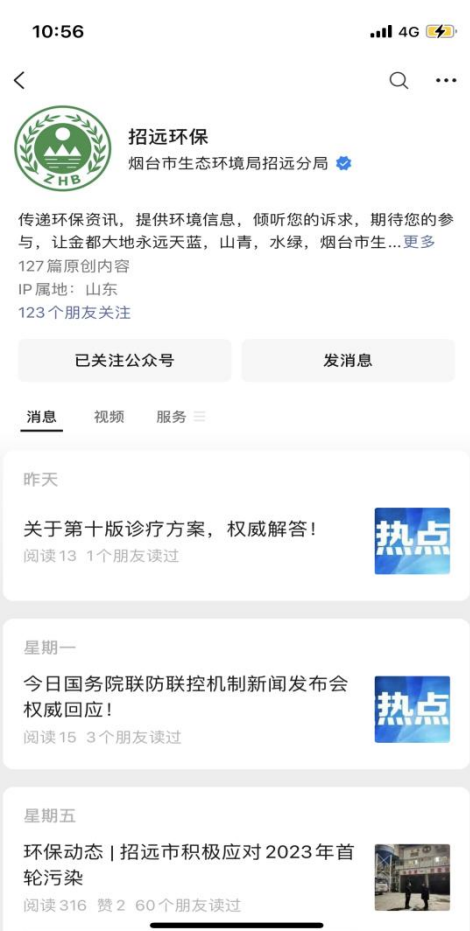 10:56
4G
ZHB
招远环保
烟台市生态环境局招远分局
传递环保资讯，提供环境信息，倾听您的诉求，期待您的参
与，让金都大地永远天蓝，山青，水绿，烟台市生...更多
127篇原创内容
IP属地：山东
123个朋友关注
已关注公众号
发消息
消息
视频
服务
昨天
关于第十版诊疗方案，权威解答！
阅读13 1个朋友读过
热点
星期一
今日国务院联防联控机制新闻发布会
权威回应！
阅读15 3个朋友读过
热点
星期五
环保动态 | 招远市积极应对2023年首
轮污染
阅读316 赞2 60个朋友读过